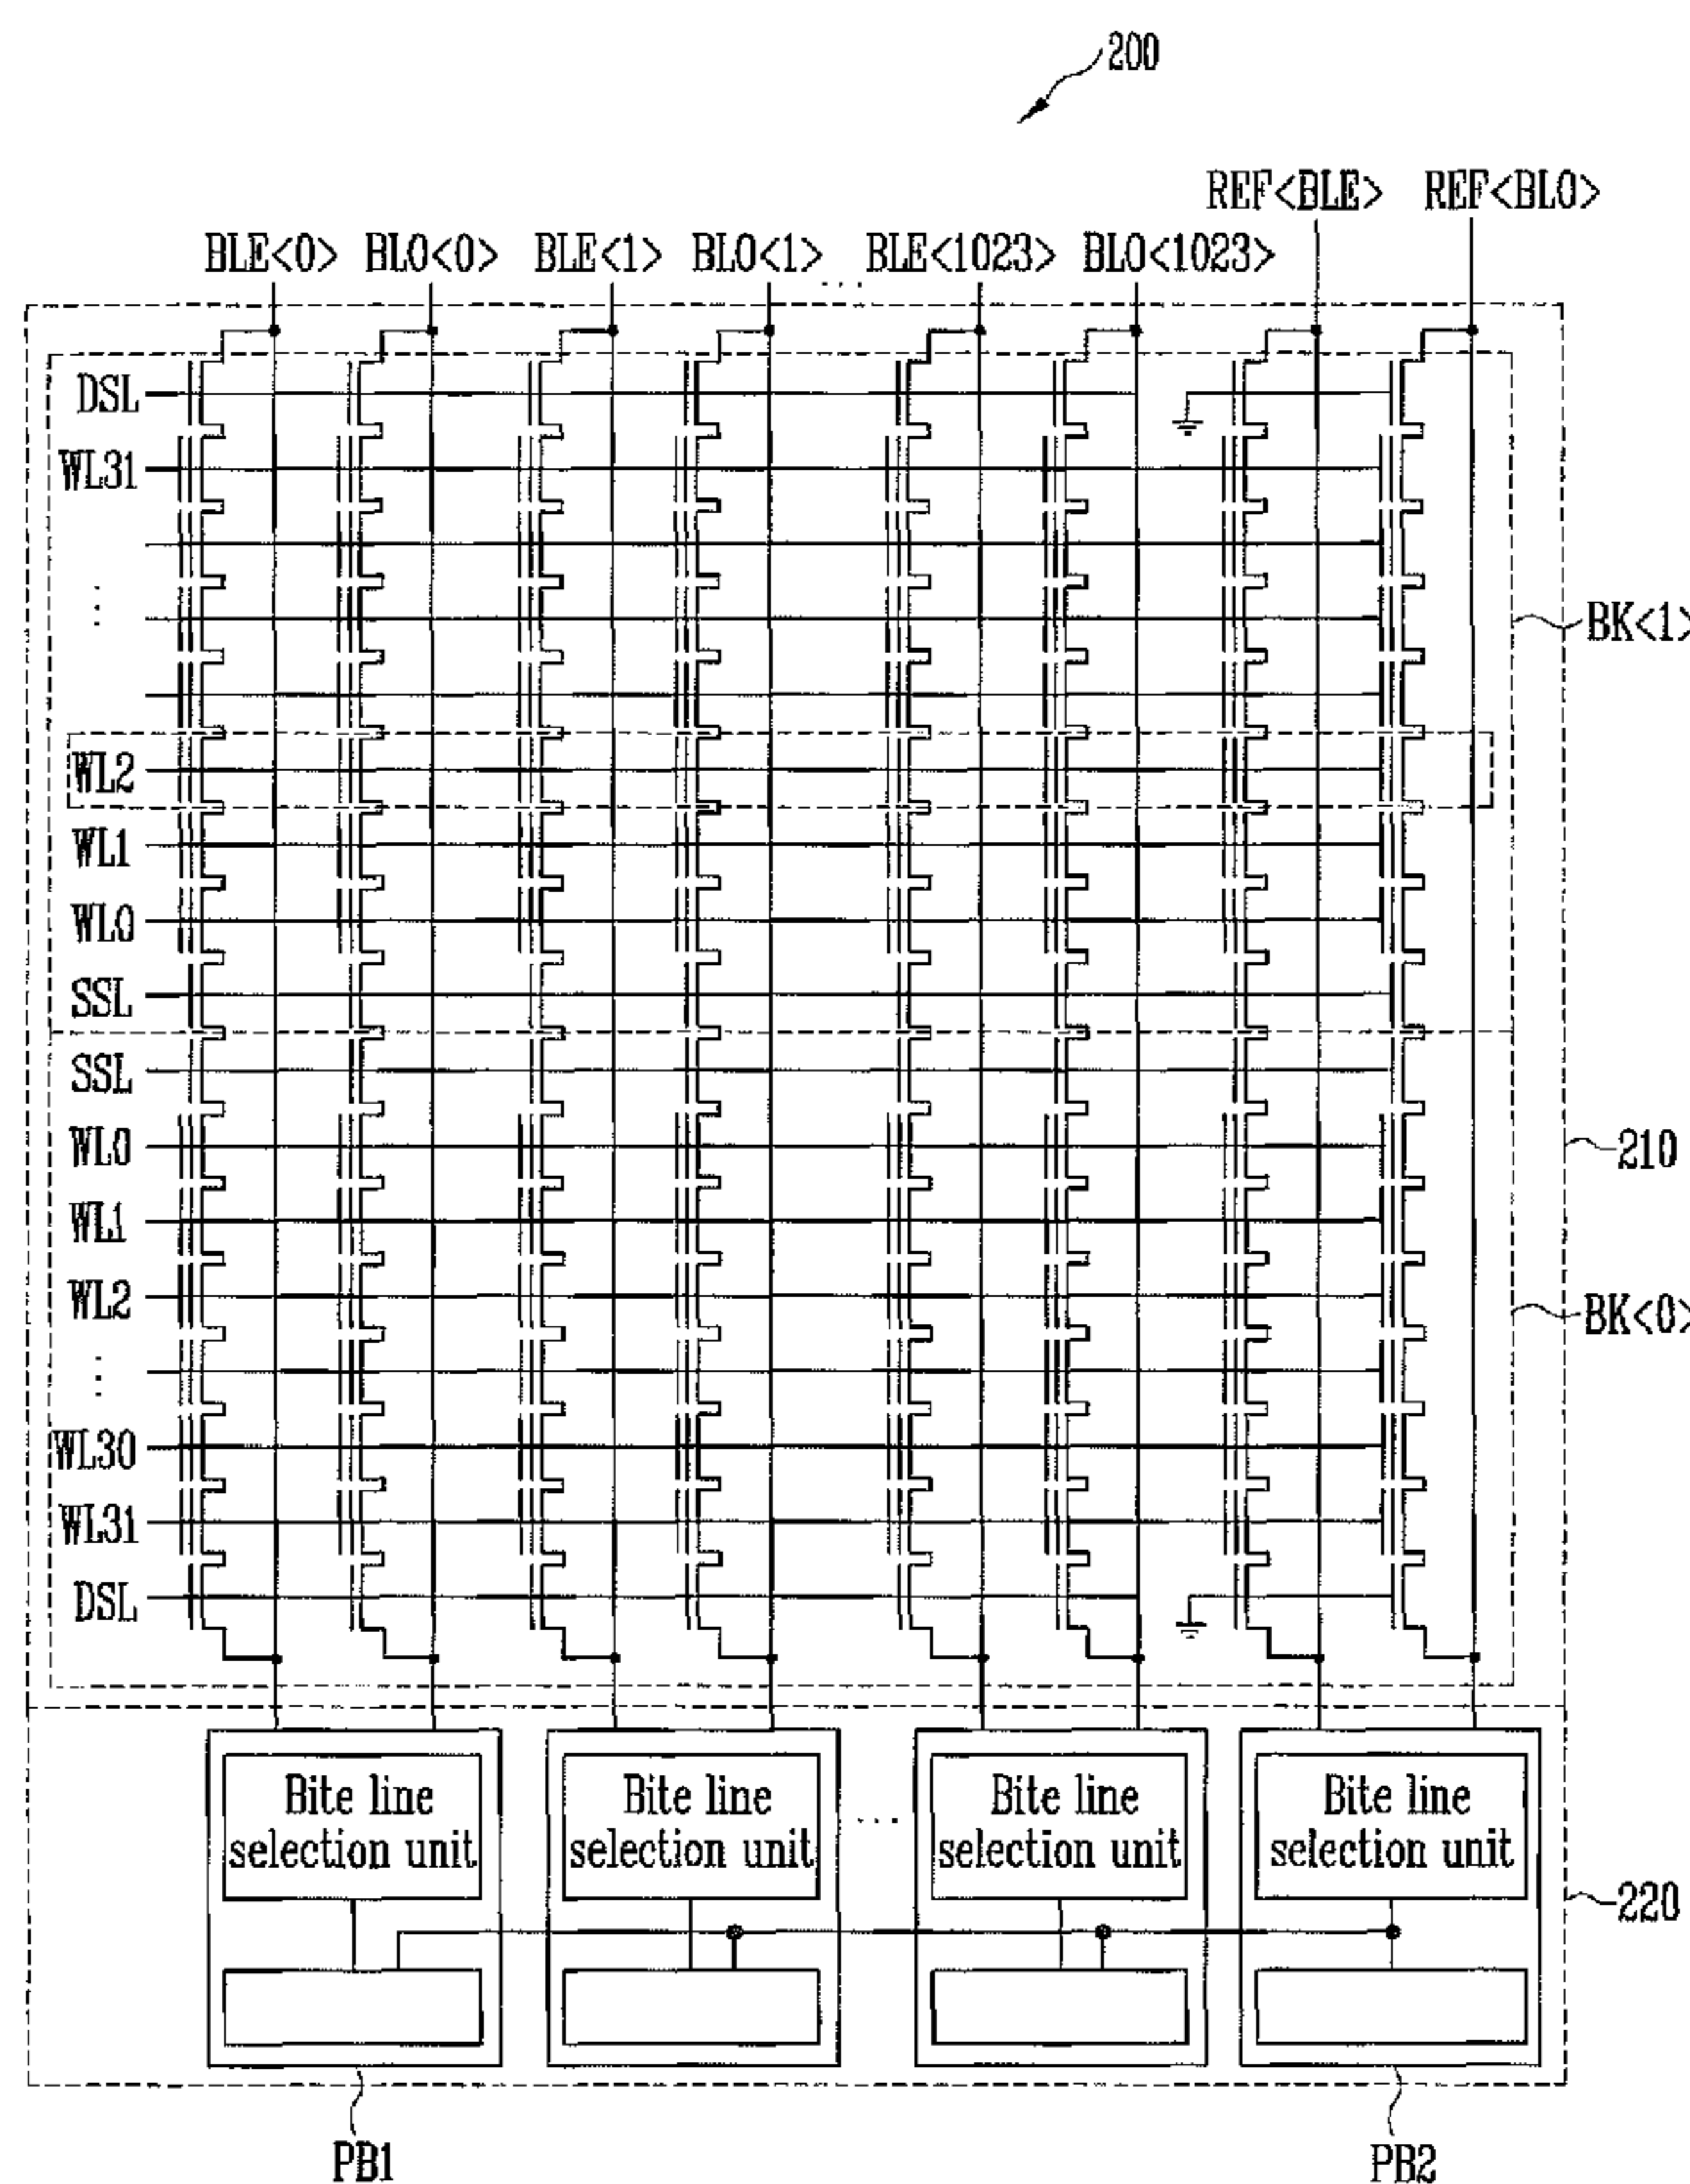 200
REF<BLE> REF<BLO>
BLE<0> BLO<0> BLE<1> BLO<1> ... BLE<1023> BLO<1023>
DSL
WL31
⋮
BK<1>
WL2
WL1
WL0
SSL
SSL
WL0
210
WL1
WL2
BK<0>
⋮
WL30
WL31
DSL
Bite line selection unit
Bite line selection unit
...
Bite line selection unit
Bite line selection unit
220
PB1
PB2